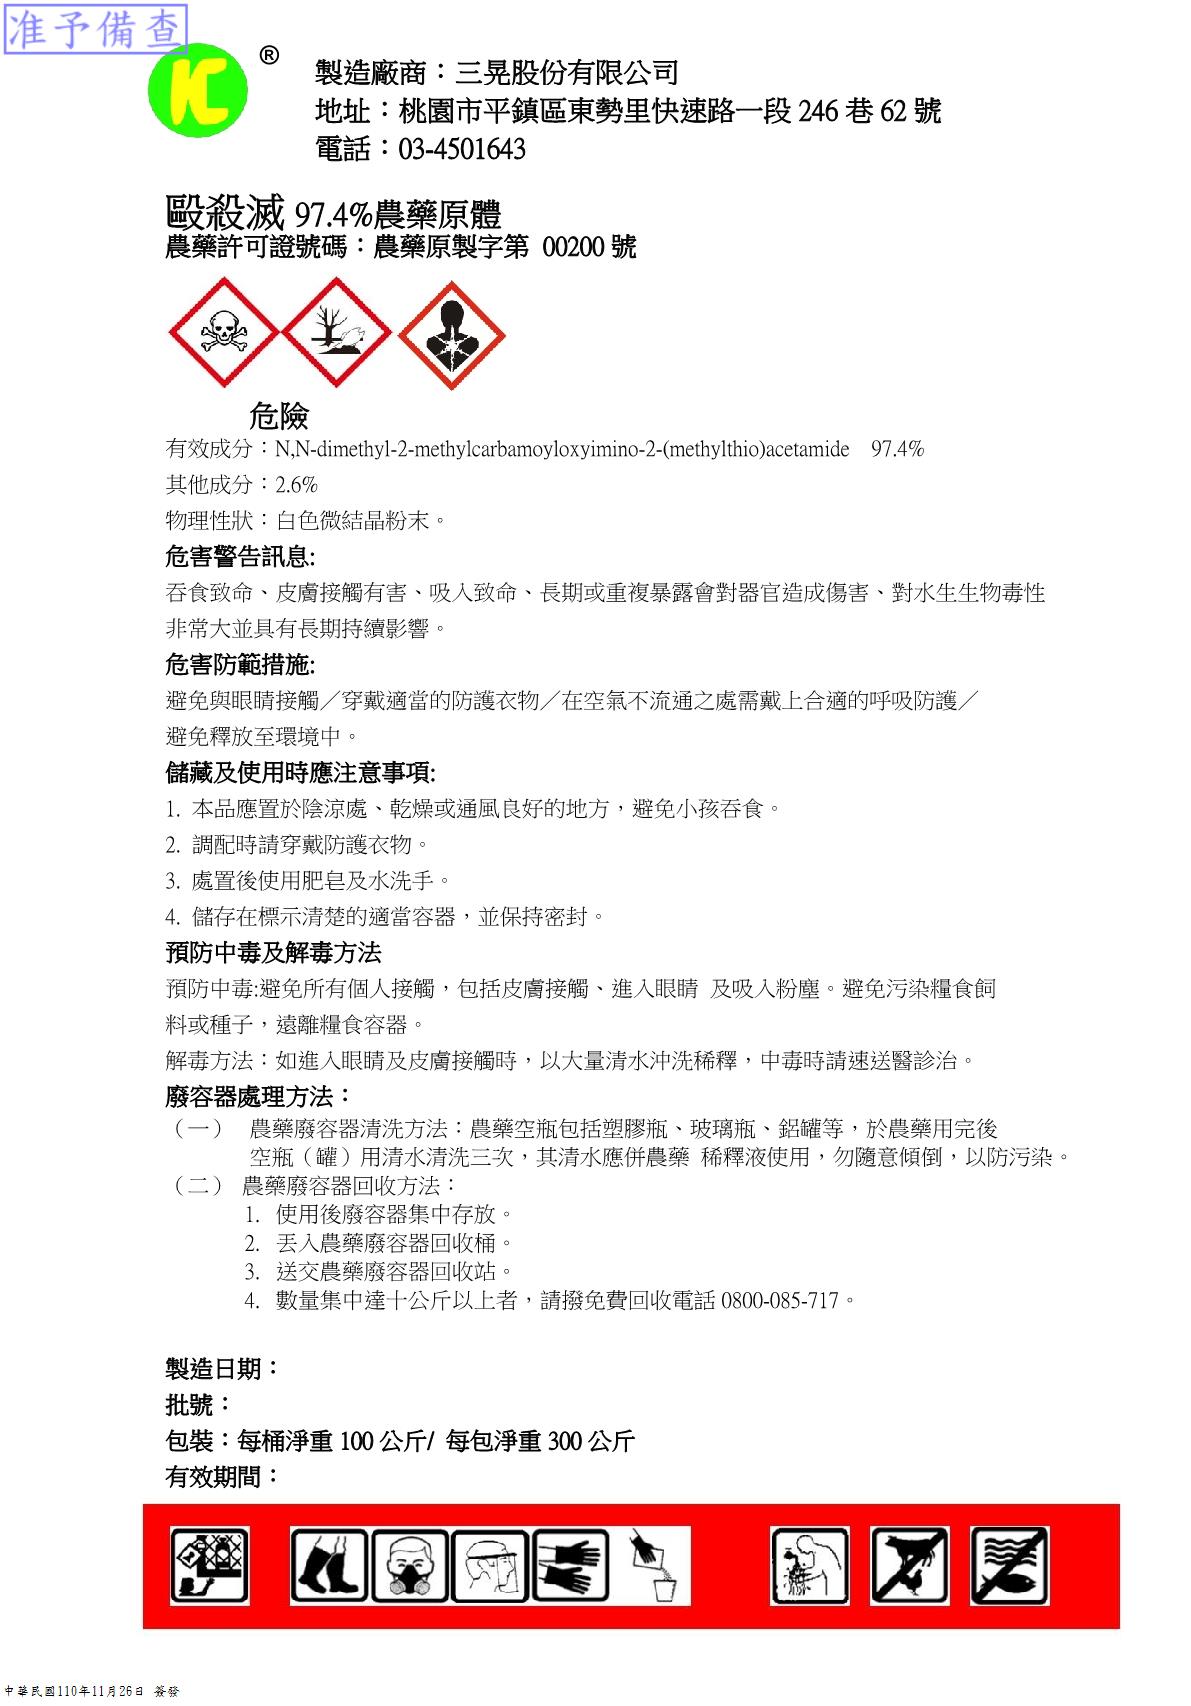 准予備查
®
製造廠商：三晃股份有限公司
地址：桃園市平鎮區東勢里快速路一段 246 巷 62 號
電話：03-4501643
毆殺滅 97.4%農藥原體
農藥許可證號碼：農藥原製字第 00200 號
危險
有效成分：N,N-dimethyl-2-methylcarbamoyloxyimino-2-(methylthio)acetamide 97.4%
其他成分：2.6%
物理性狀：白色微結晶粉末。
危害警告訊息:
吞食致命、皮膚接觸有害、吸入致命、長期或重複暴露會對器官造成傷害、對水生生物毒性
非常大並具有長期持續影響。
危害防範措施:
避免與眼睛接觸／穿戴適當的防護衣物／在空氣不流通之處需戴上合適的呼吸防護／
避免釋放至環境中。
儲藏及使用時應注意事項:
1. 本品應置於陰涼處、乾燥或通風良好的地方，避免小孩吞食。
2. 調配時請穿戴防護衣物。
3. 處置後使用肥皂及水洗手。
4. 儲存在標示清楚的適當容器，並保持密封。
預防中毒及解毒方法
預防中毒:避免所有個人接觸，包括皮膚接觸、進入眼睛 及吸入粉塵。避免污染糧食飼
料或種子，遠離糧食容器。
解毒方法：如進入眼睛及皮膚接觸時，以大量清水沖洗稀釋，中毒時請速送醫診治。
廢容器處理方法：
（一） 農藥廢容器清洗方法：農藥空瓶包括塑膠瓶、玻璃瓶、鋁罐等，於農藥用完後
空瓶（罐）用清水清洗三次，其清水應併農藥 稀釋液使用，勿隨意傾倒，以防污染。
（二） 農藥廢容器回收方法：
1. 使用後廢容器集中存放。
2. 丟入農藥廢容器回收桶。
3. 送交農藥廢容器回收站。
4. 數量集中達十公斤以上者，請撥免費回收電話 0800-085-717。
製造日期：
批號：
包裝：每桶淨重 100 公斤/ 每包淨重 300 公斤
有效期間：
中華民國110年11月26日 簽發